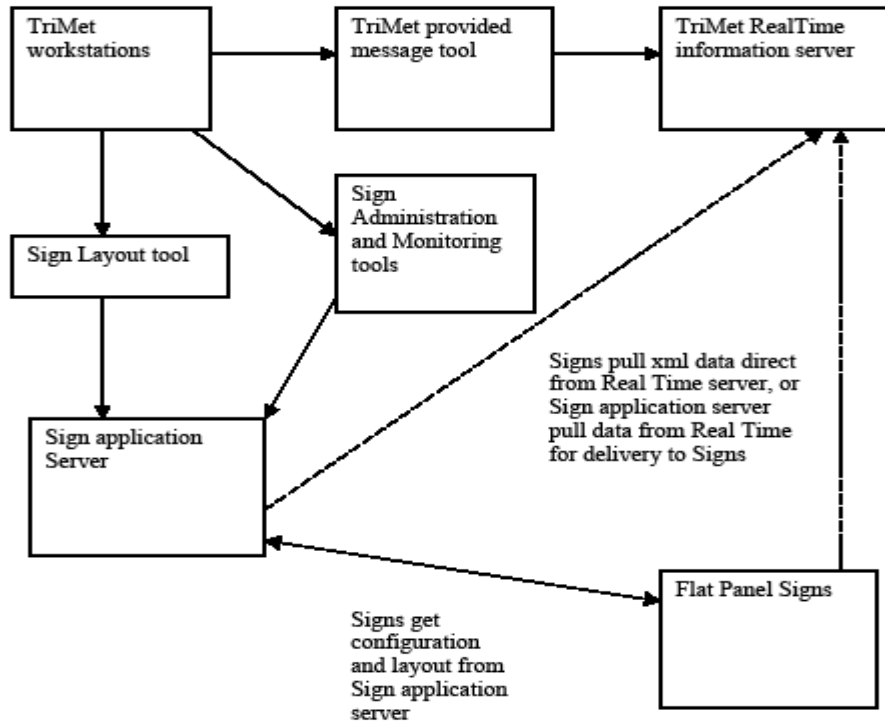 TriMet
workstations
TriMet provided
message tool
TriMet RealTime
information server
Sign
Administration
and Monitoring
tools
Sign Layout tool
Signs pull xml data direct
from Real Time server, or
Sign application server
pull data from Real Time
for delivery to Signs
Sign application
Server
Flat Panel Signs
Signs get
configuration
and layout from
Sign application
server